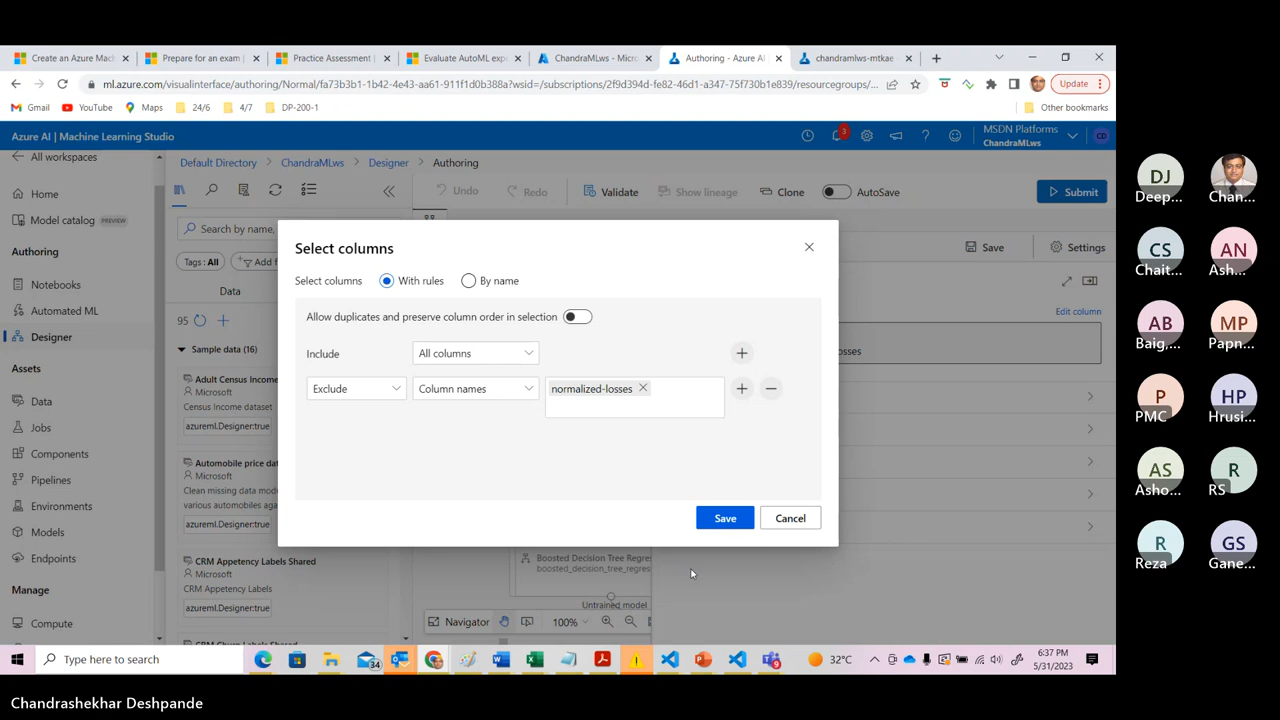 Create an Azure Mac
Prepare for an exam
Practice Assessment
Evaluate AutoML exp
ChandraMLws - Micro
Authoring - Azure AI
chandramlws-mtkae
ml.azure.com/visualinterface/authoring/Normal/fa73b3b1-1b42-4e43-aa61-911f1d0b388a?wsid=/subscriptions/2f9d394d-fe82-46d1-a347-75f730b1e839/resourcegroups/...
Update
Gmail
YouTube
Maps
24/6
4/7
DP-200-1
Other bookmarks
Azure AI | Machine Learning Studio
3
MSDN Platforms
ChandraMLws
CD
All workspaces
Default Directory
ChandraMLws
Designer
Authoring
Home
Model catalog
PREVIEW
Authoring
Notebooks
Automated ML
Designer
Assets
Data
Jobs
Components
Pipelines
Environments
Models
Endpoints
Manage
Compute
Undo
Redo
Validate
Show lineage
Clone
AutoSave
Submit
Search by name,
Tags : All
Add f
Data
95
Sample data (16)
Adult Census Income
Microsoft
Census Income dataset
azureml.Designer:true
Automobile price dat
Microsoft
Clean missing data mod
various automobiles aga
azureml.Designer:true
CRM Appetency Labels Shared
Microsoft
CRM Appetency Labels
azureml.Designer:true
CRM Churn Labels Shared
Save
Settings
Edit column
osses
Select columns
Select columns
With rules
By name
Allow duplicates and preserve column order in selection
Include
All columns
Exclude
Column names
normalized-losses
Save
Cancel
Boosted Decision Tree Regre
boosted_decision_tree_regres
Untrained model
Navigator
100%
Type here to search
34
9
32°C
6:37 PM
5/31/2023
DJ
Deep...
Chan...
CS
Chait...
AN
Ash...
AB
Baig,...
MP
Papn...
P
PMC
HP
Hrusi...
AS
Asho...
R
RS
R
Reza
GS
Gane...
Chandrashekhar Deshpande